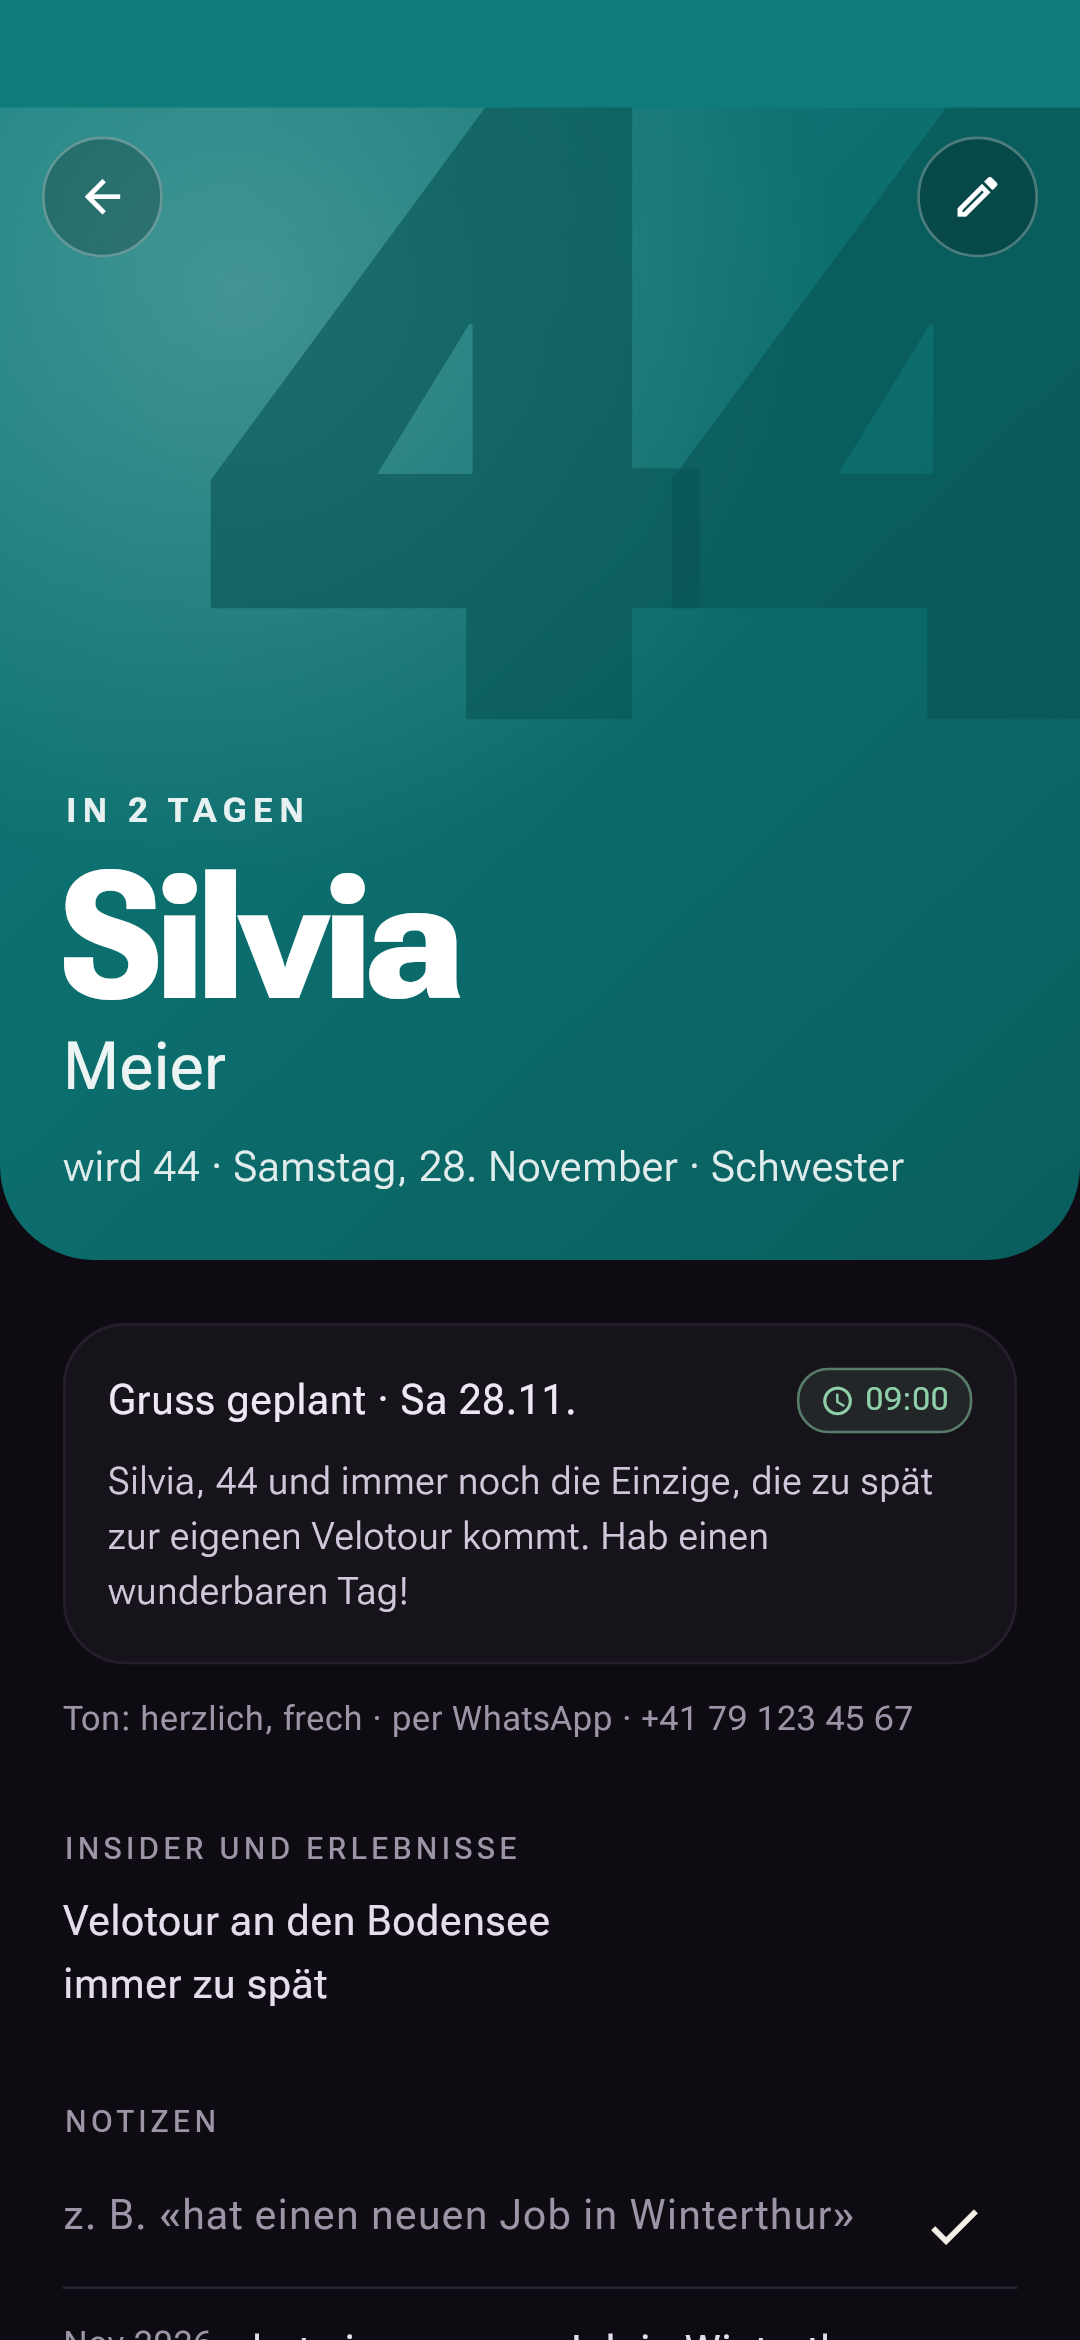 44
IN 2 TAGEN
Silvia
Meier
wird 44 · Samstag, 28. November · Schwester
Gruss geplant · Sa 28.11.
09:00
Silvia, 44 und immer noch die Einzige, die zu spät
zur eigenen Velotour kommt. Hab einen
wunderbaren Tag!
Ton: herzlich, frech · per WhatsApp · +41 79 123 45 67
INSIDER UND ERLEBNISSE
Velotour an den Bodensee
immer zu spät
NOTIZEN
z. B. «hat einen neuen Job in Winterthur»
Nov 2026